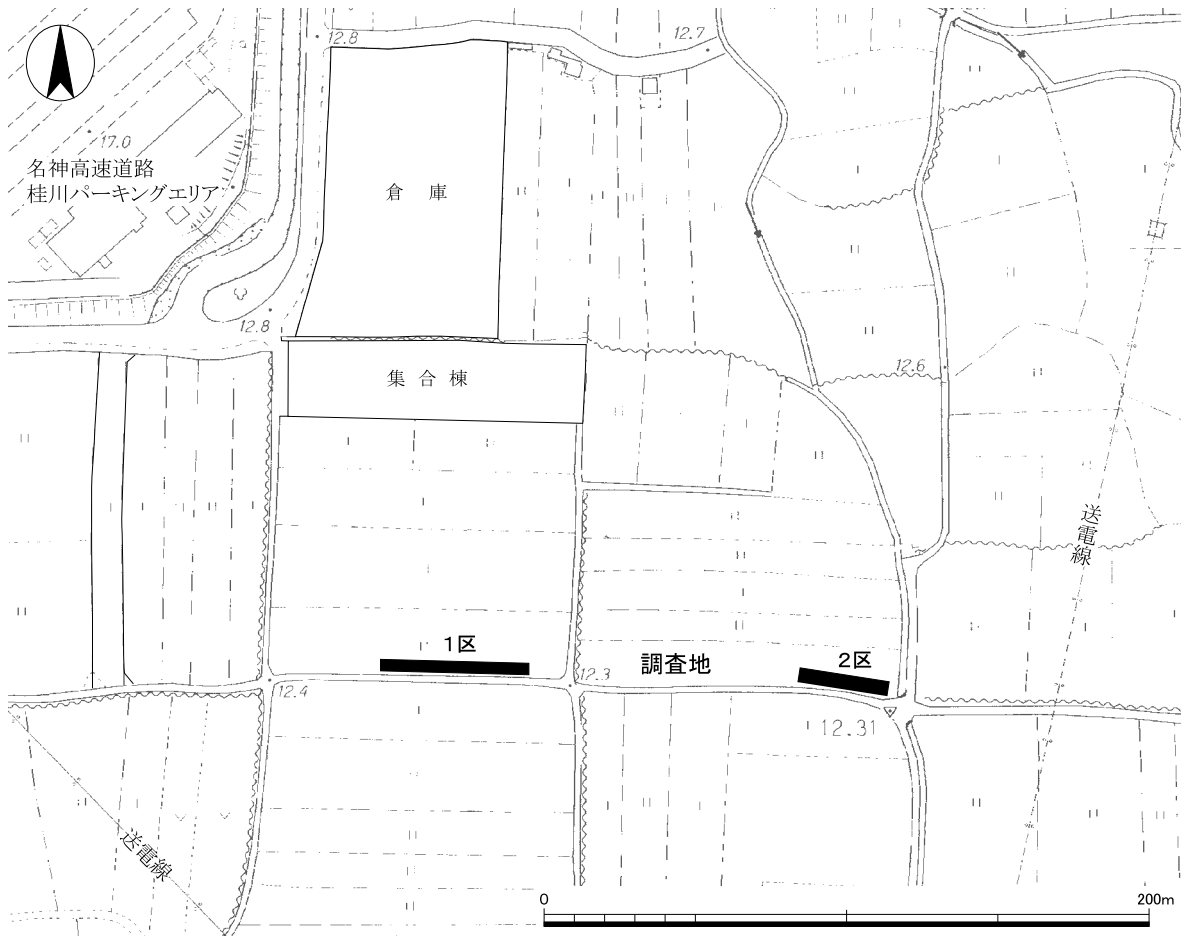 12.8
12.7
17.0
名神高速道路
桂川パーキングエリア
倉庫
12.8
集合棟
12.6
送電線
1区
調査地
2区
12.3
12.4
12.31
送電線
0
200m